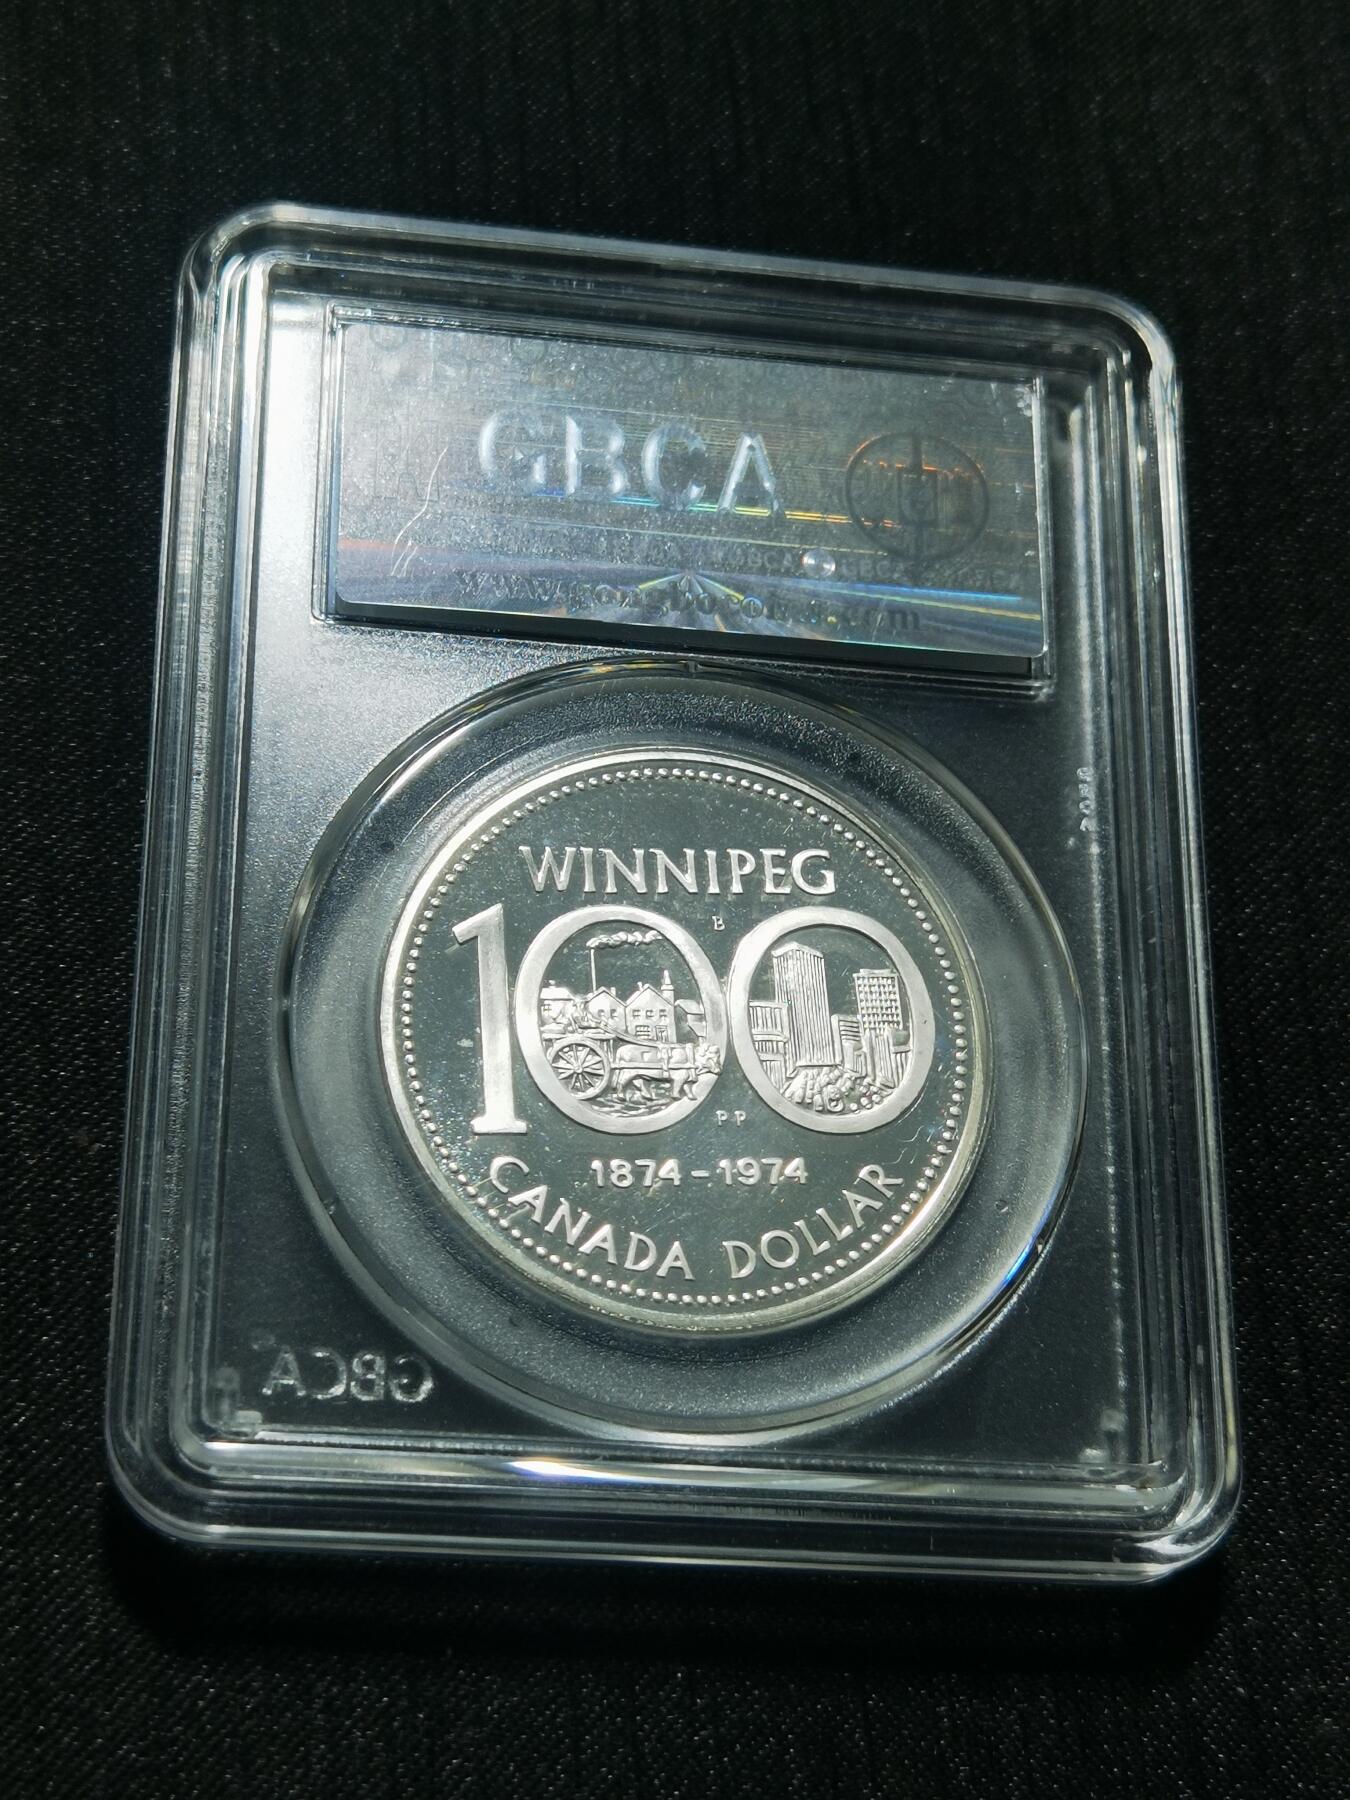 GBCA
WINNIPEG
100
B
PP
1874-1974
CANADA DOLLAR
GBCA